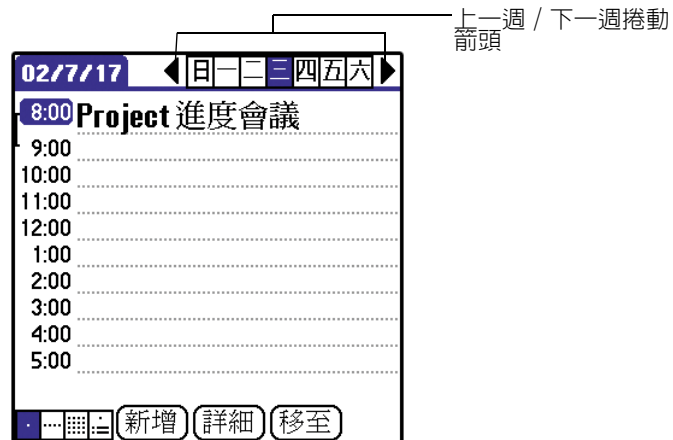 上一週 / 下一週捲動
箭頭
02/7/17 日 一 二 三 四 五 六
8:00 Project 進度會議
9:00
10:00
11:00
12:00
1:00
2:00
3:00
4:00
5:00
新增 詳細 移至